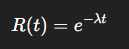 R(t) = e^{-λt}